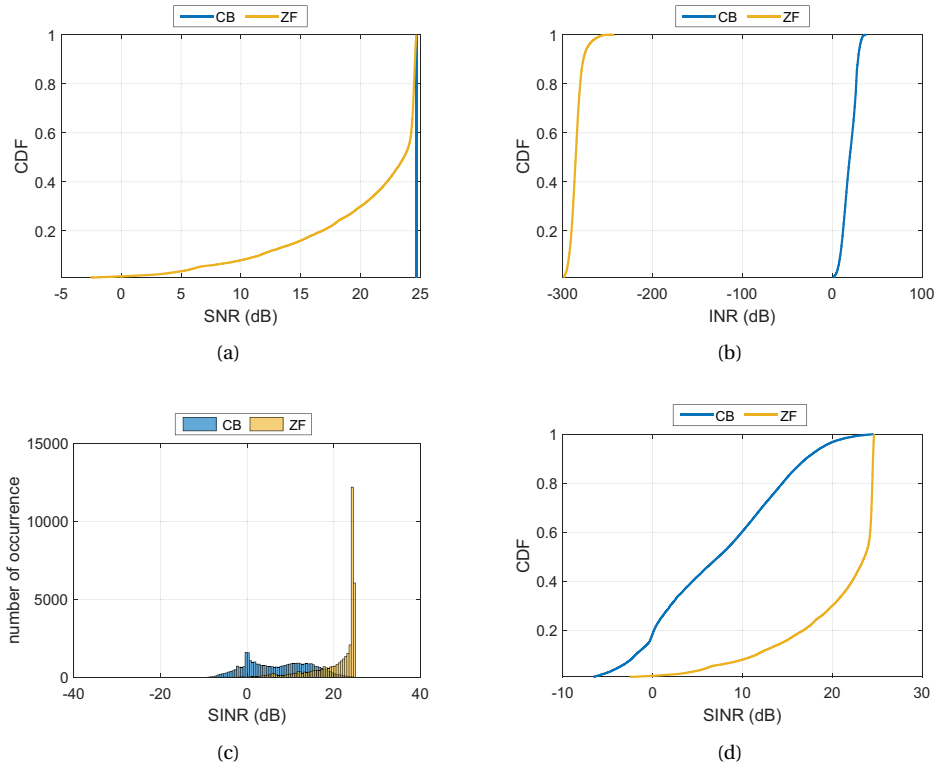 CB ZF
1
0.8
0.6
0.4
0.2
CDF
-5 0 5 10 15 20 25
SNR (dB)
(a)
CB ZF
1
0.8
0.6
0.4
0.2
CDF
-300 -200 -100 0 100
INR (dB)
(b)
CB ZF
15000
10000
5000
0
number of occurrence
-40 -20 0 20 40
SINR (dB)
(c)
CB ZF
1
0.8
0.6
0.4
0.2
CDF
-10 0 10 20 30
SINR (dB)
(d)